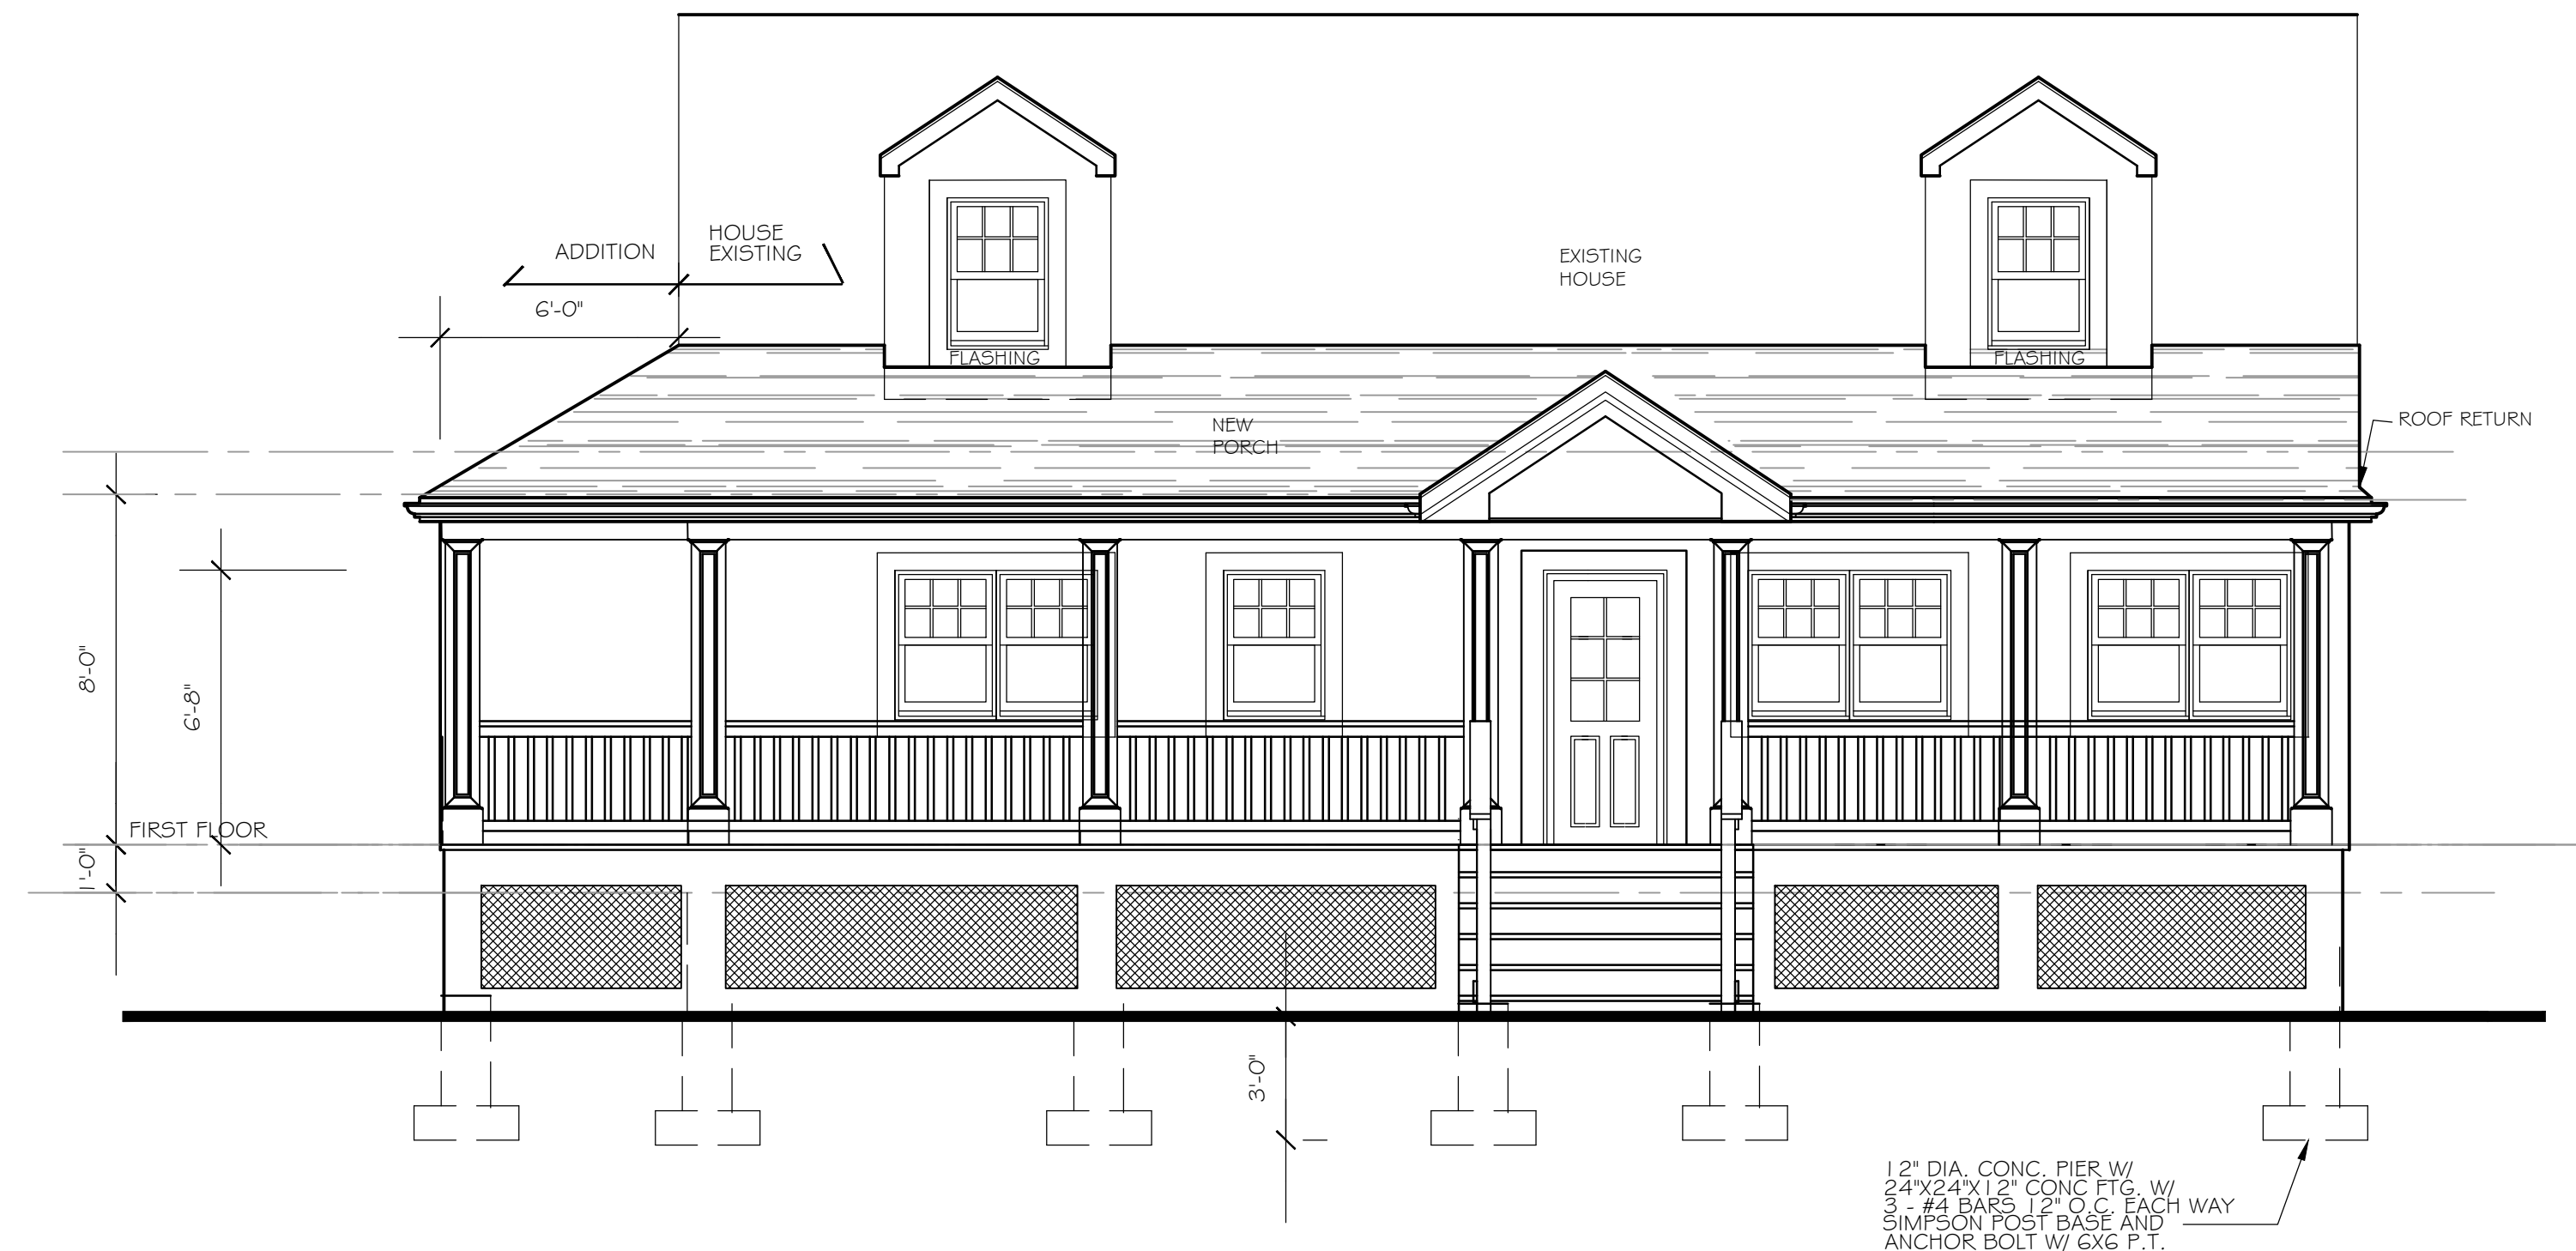 ADDITION
HOUSE
EXISTING
6'-0"
EXISTING
HOUSE
FLASHING
FLASHING
NEW
PORCH
ROOF RETURN
8'-0"
6'-8"
FIRST FLOOR
1'-0"
3'-0"
12" DIA. CONC. PIER W/
24"X24"X12" CONC FTG. W/
3 - #4 BARS 12" O.C. EACH WAY
SIMPSON POST BASE AND
ANCHOR BOLT W/ 6X6 P.T.